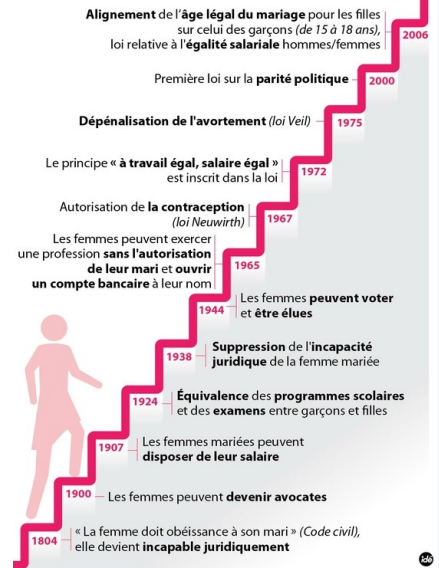 Alignement de l'âge légal du mariage pour les filles
sur celui des garçons (de 15 à 18 ans),
loi relative à l'égalité salariale hommes/femmes
2006
Première loi sur la parité politique
2000
Dépénalisation de l'avortement (loi Veil)
1975
Le principe « à travail égal, salaire égal »
est inscrit dans la loi
1972
Autorisation de la contraception
(loi Neuwirth)
1967
Les femmes peuvent exercer
une profession sans l'autorisation
de leur mari et ouvrir
un compte bancaire à leur nom
1965
1944
Les femmes peuvent voter
et être élues
1938
Suppression de l'incapacité
juridique de la femme mariée
1924
Équivalence des programmes scolaires
et des examens entre garçons et filles
1907
Les femmes mariées peuvent
disposer de leur salaire
1900
Les femmes peuvent devenir avocates
1804
« La femme doit obéissance à son mari » (Code civil),
elle devient incapable juridiquement
idé